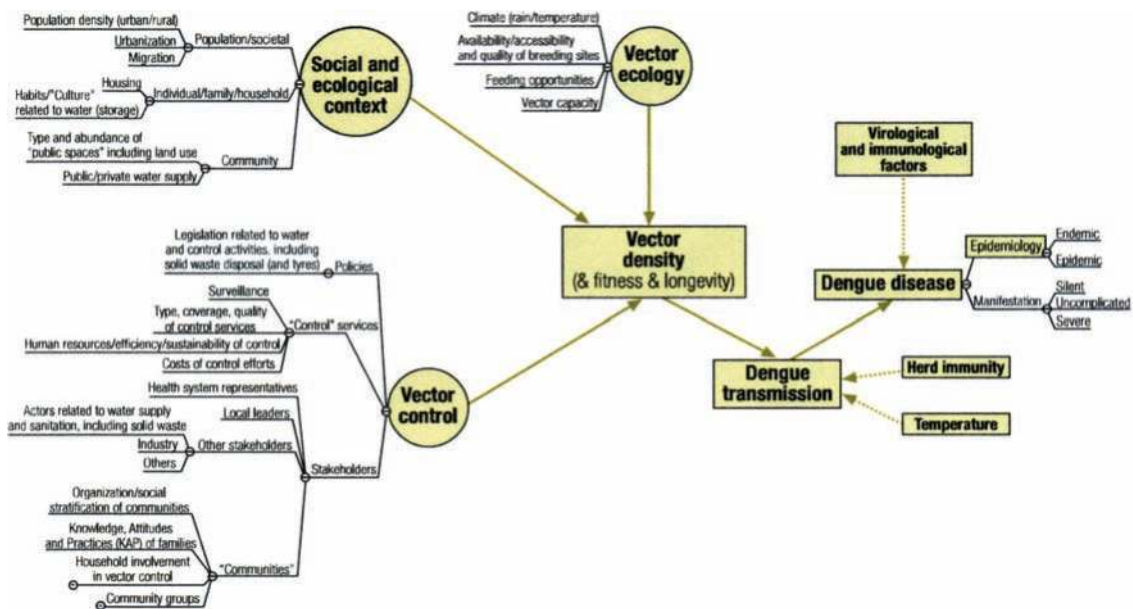 Population density (urban/rural)
Urbanization
Migration
Population/societal
Housing
Habits/"Culture"
related to water (storage)
Individual/family/household
Type and abundance of
"public spaces" including land use
Public/private water supply
Community
Social and
ecological
context
Climate (rain/temperature)
Availability/accessibility
and quality of breeding sites
Feeding opportunities
Vector capacity
Vector
ecology
Virological
and immunological
factors
Legislation related to water
and control activities, including
solid waste disposal (and tyres)
Policies
Surveillance
Type, coverage, quality
of control services
Human resources/efficiency/sustainability of control
Costs of control efforts
"Control" services
Health system representatives
Local leaders
Actors related to water supply
and sanitation, including solid waste
Industry
Others
Other stakeholders
Stakeholders
Organization/social
stratification of communities
Knowledge, Attitudes
and Practices (KAP) of families
Household involvement
in vector control
Community groups
"Communities"
Vector
control
Vector
density
(& fitness & longevity)
Dengue
transmission
Herd immunity
Temperature
Dengue disease
Epidemiology
Endemic
Epidemic
Manifestation
Silent
Uncomplicated
Severe